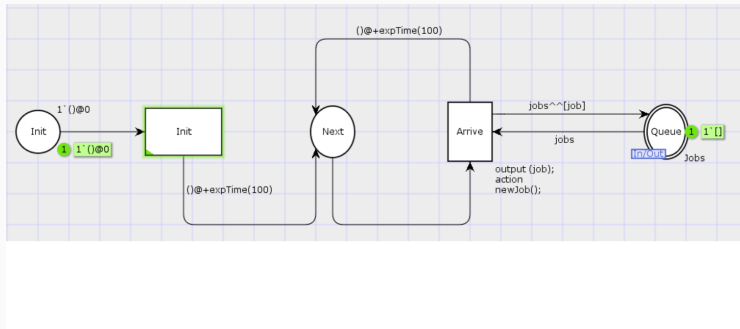 ()@+expTime(100)
1`()@0
Init
1 1`()@0
Init
Next
Arrive
jobs^^[job]
jobs
Queue
1 1`[]
In/Out
Jobs
output (job);
action
newJob();
()@+expTime(100)